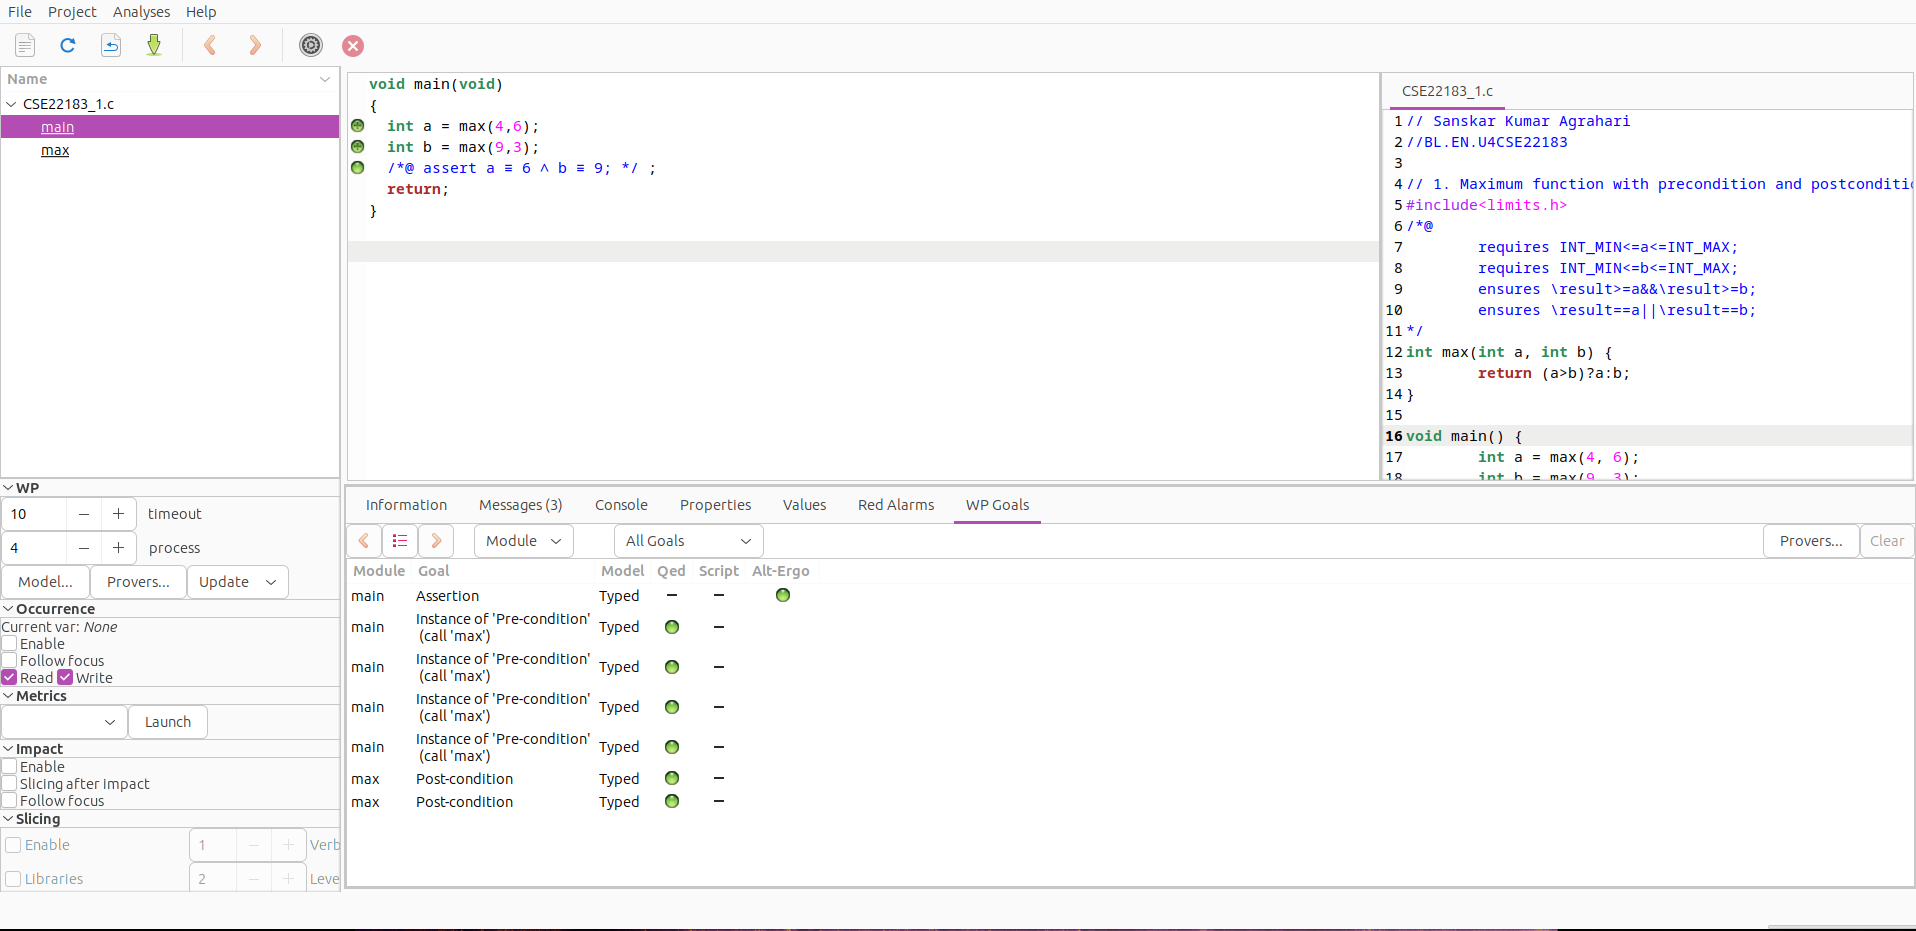 File Project Analyses Help
Name
CSE22183_1.c
main
max
void main(void)
{
int a = max(4,6);
int b = max(9,3);
/*@ assert a ≡ 6 ∧ b ≡ 9; */ ;
return;
}
CSE22183_1.c
1 // Sanskar Kumar Agrahari
2 //BL.EN.U4CSE22183
3
4 // 1. Maximum function with precondition and postconditi
5 #include<limits.h>
6 /*@
7 requires INT_MIN<=a<=INT_MAX;
8 requires INT_MIN<=b<=INT_MAX;
9 ensures \result>=a&&\result>=b;
10 ensures \result==a||\result==b;
11 */
12 int max(int a, int b) {
13 return (a>b)?a:b;
14 }
15
16 void main() {
17 int a = max(4, 6);
18 int b = max(9, 3);
WP
10 timeout
4 process
Model... Provers... Update
Occurrence
Current var: None
Enable
Follow focus
Read Write
Metrics
Launch
Impact
Enable
Slicing after impact
Follow focus
Slicing
Enable 1 Verb
Libraries 2 Leve
Information Messages (3) Console Properties Values Red Alarms WP Goals
Module All Goals Provers... Clear
Module Goal Model Qed Script Alt-Ergo
main Assertion Typed
main Instance of 'Pre-condition' (call 'max') Typed
main Instance of 'Pre-condition' (call 'max') Typed
main Instance of 'Pre-condition' (call 'max') Typed
main Instance of 'Pre-condition' (call 'max') Typed
max Post-condition Typed
max Post-condition Typed